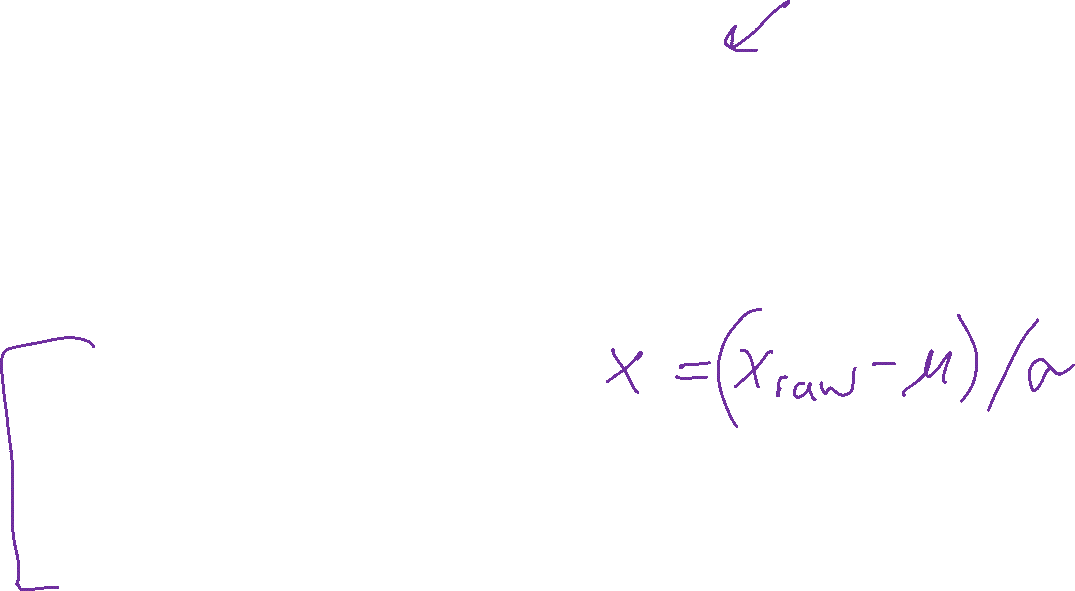 x = (x_raw - μ) / σ